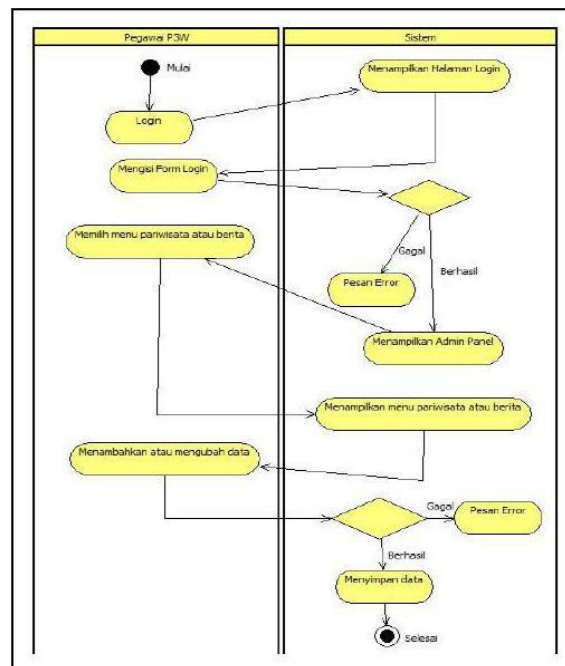 Pegawai P3W
Sistem
Mulai
Menampilkan Halaman Login
Login
Mengisi Form Login
Memilih menu pariwisata atau berita
Gagal
Berhasil
Pesan Error
Menampilkan Admin Panel
Menampilkan menu pariwisata atau berita
Menambahkan atau mengubah data
Gagal
Pesan Error
Berhasil
Menyimpan data
Selesai